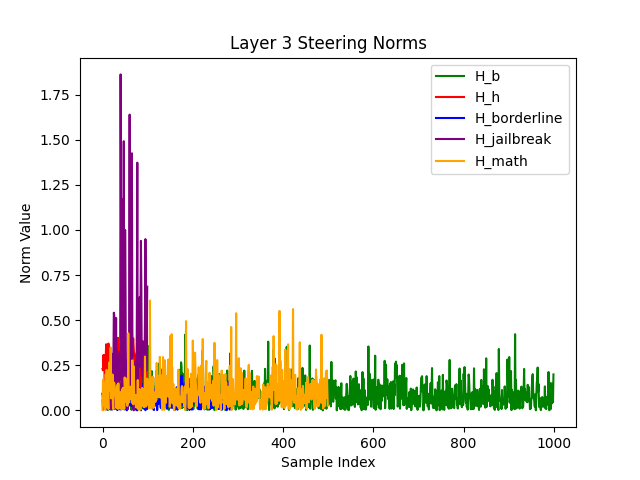 Layer 3 Steering Norms
H_b
H_h
H_borderline
H_jailbreak
H_math
Norm Value
1.75
1.50
1.25
1.00
0.75
0.50
0.25
0.00
0
200
400
600
800
1000
Sample Index